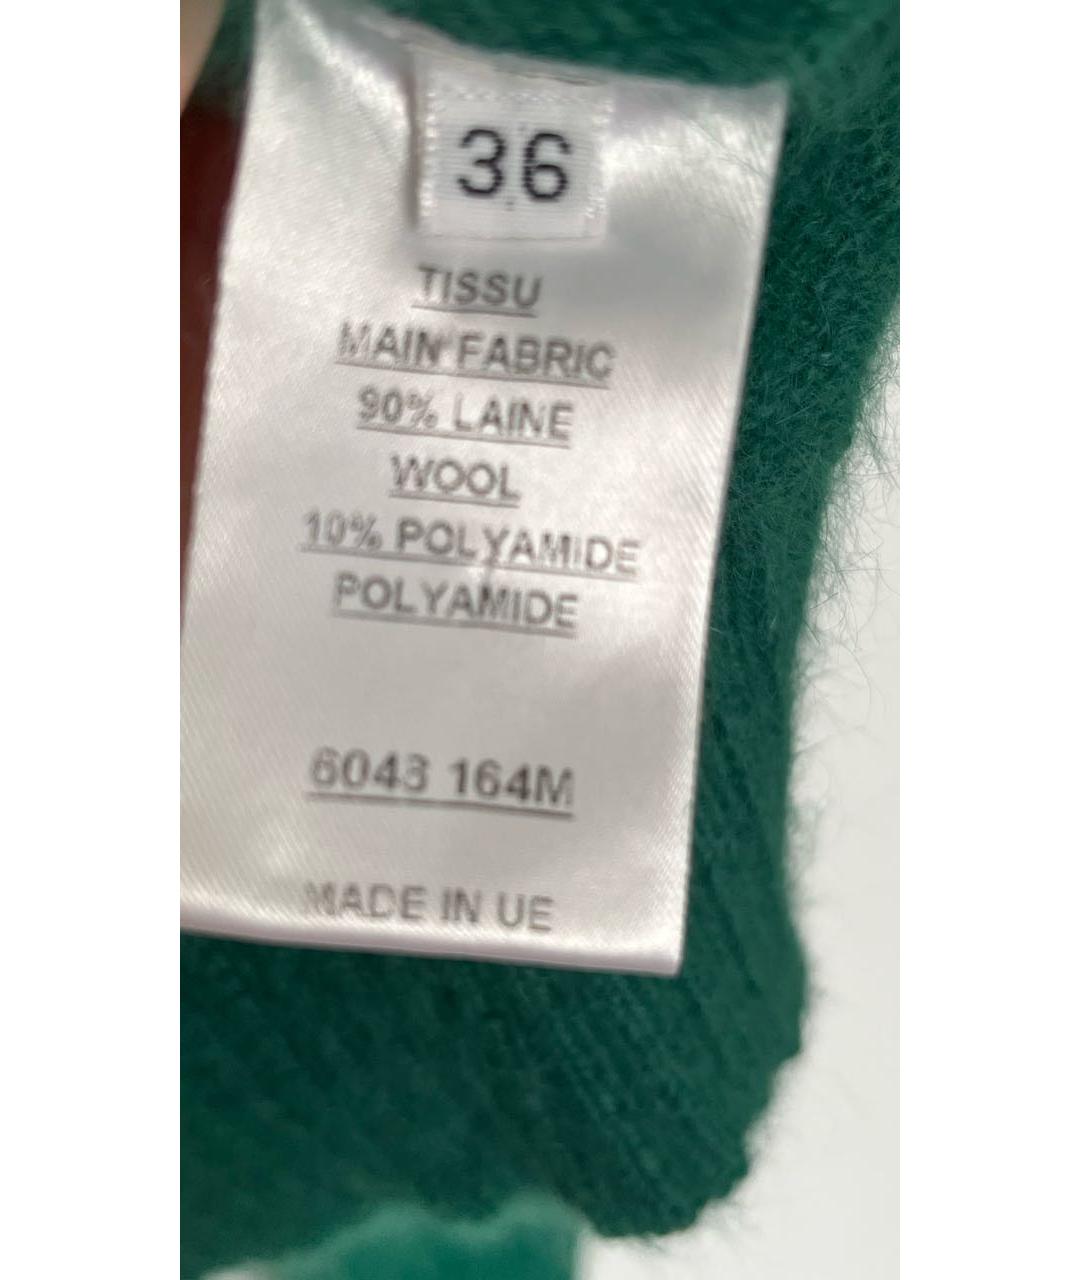 36
TISSU
MAIN FABRIC
90% LAINE
WOOL
10% POLYAMIDE
POLYAMIDE
6043 164M
MADE IN UE